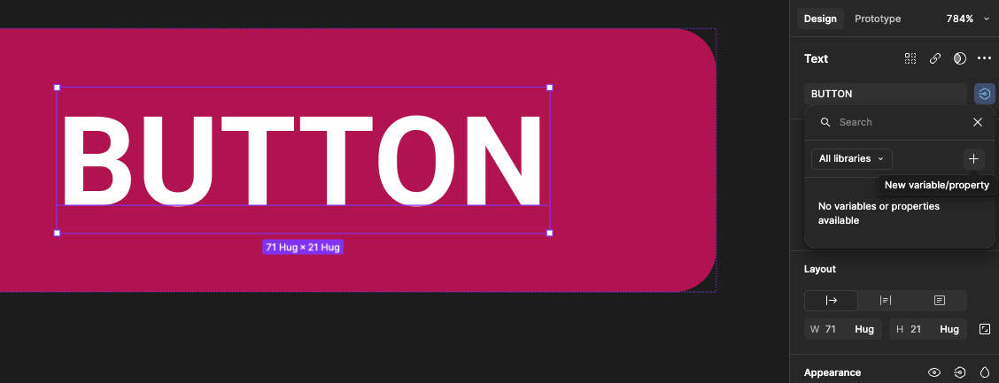 Design Prototype 784%
Text
BUTTON
Search
All libraries
New variable/property
No variables or properties
available
BUTTON
71 Hug × 21 Hug
Layout
W 71 Hug H 21 Hug
Appearance